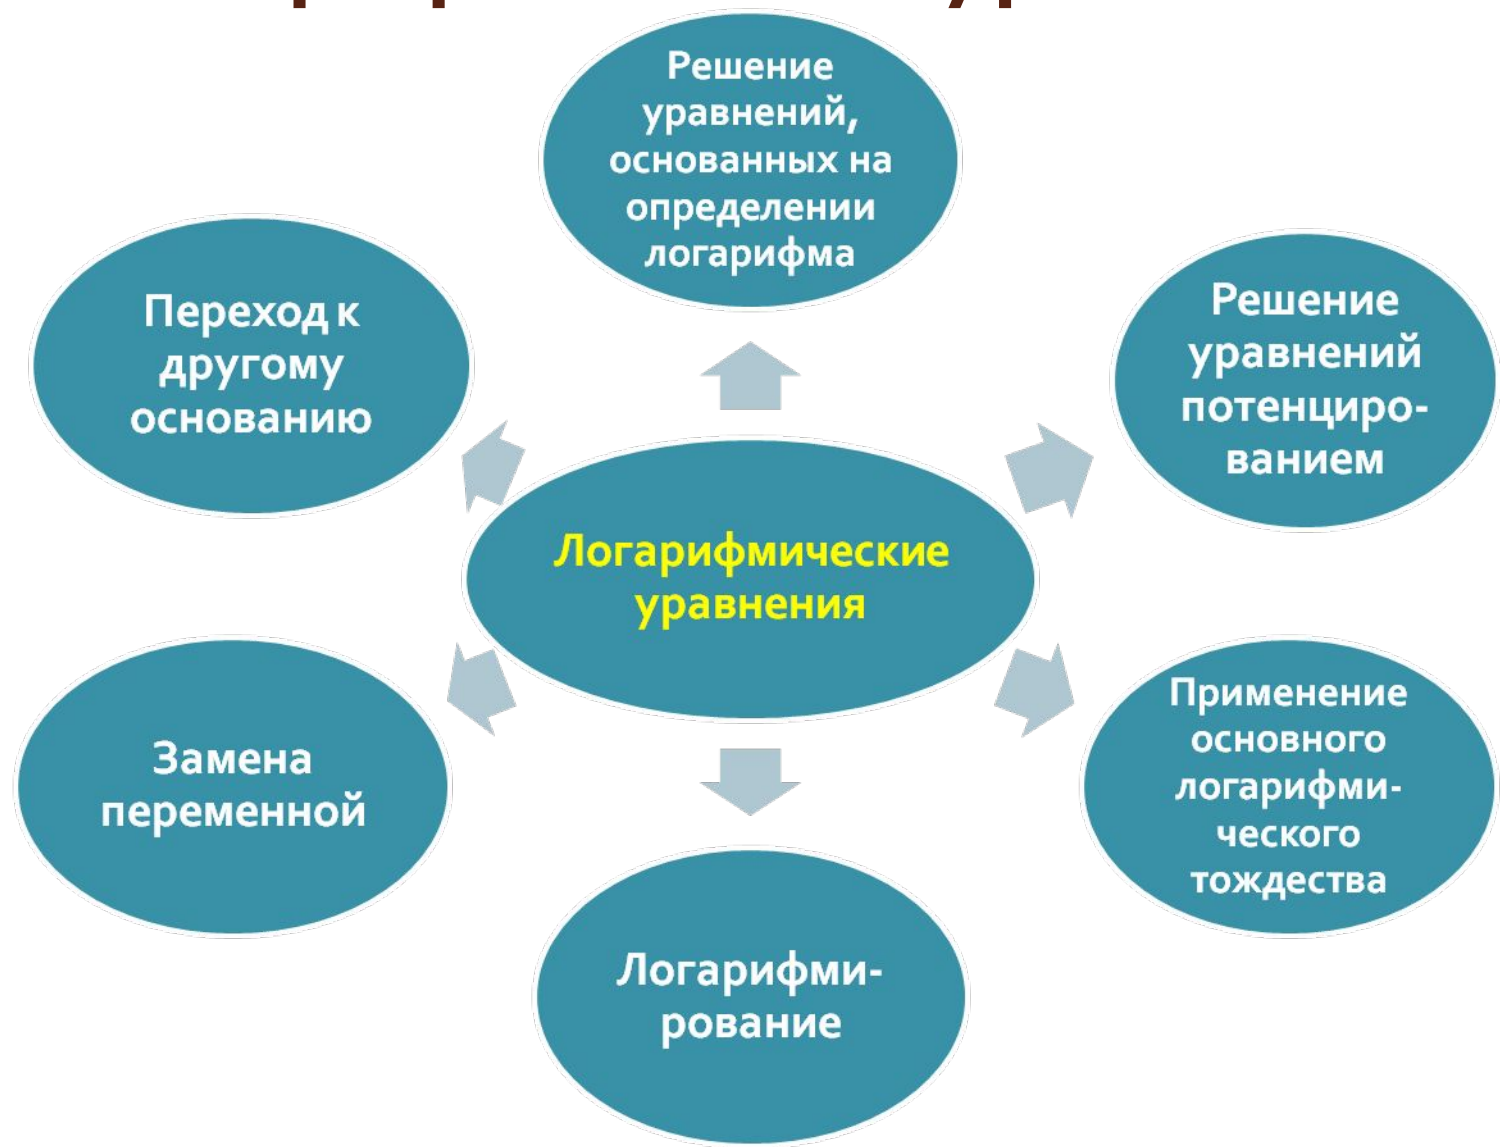 Решение
уравнений,
основанных на
определении
логарифма
Переход к
другому
основанию
Решение
уравнений
потенциро-
ванием
Логарифмические
уравнения
Замена
переменной
Применение
основного
логарифми-
ческого
тождества
Логарифми-
рование